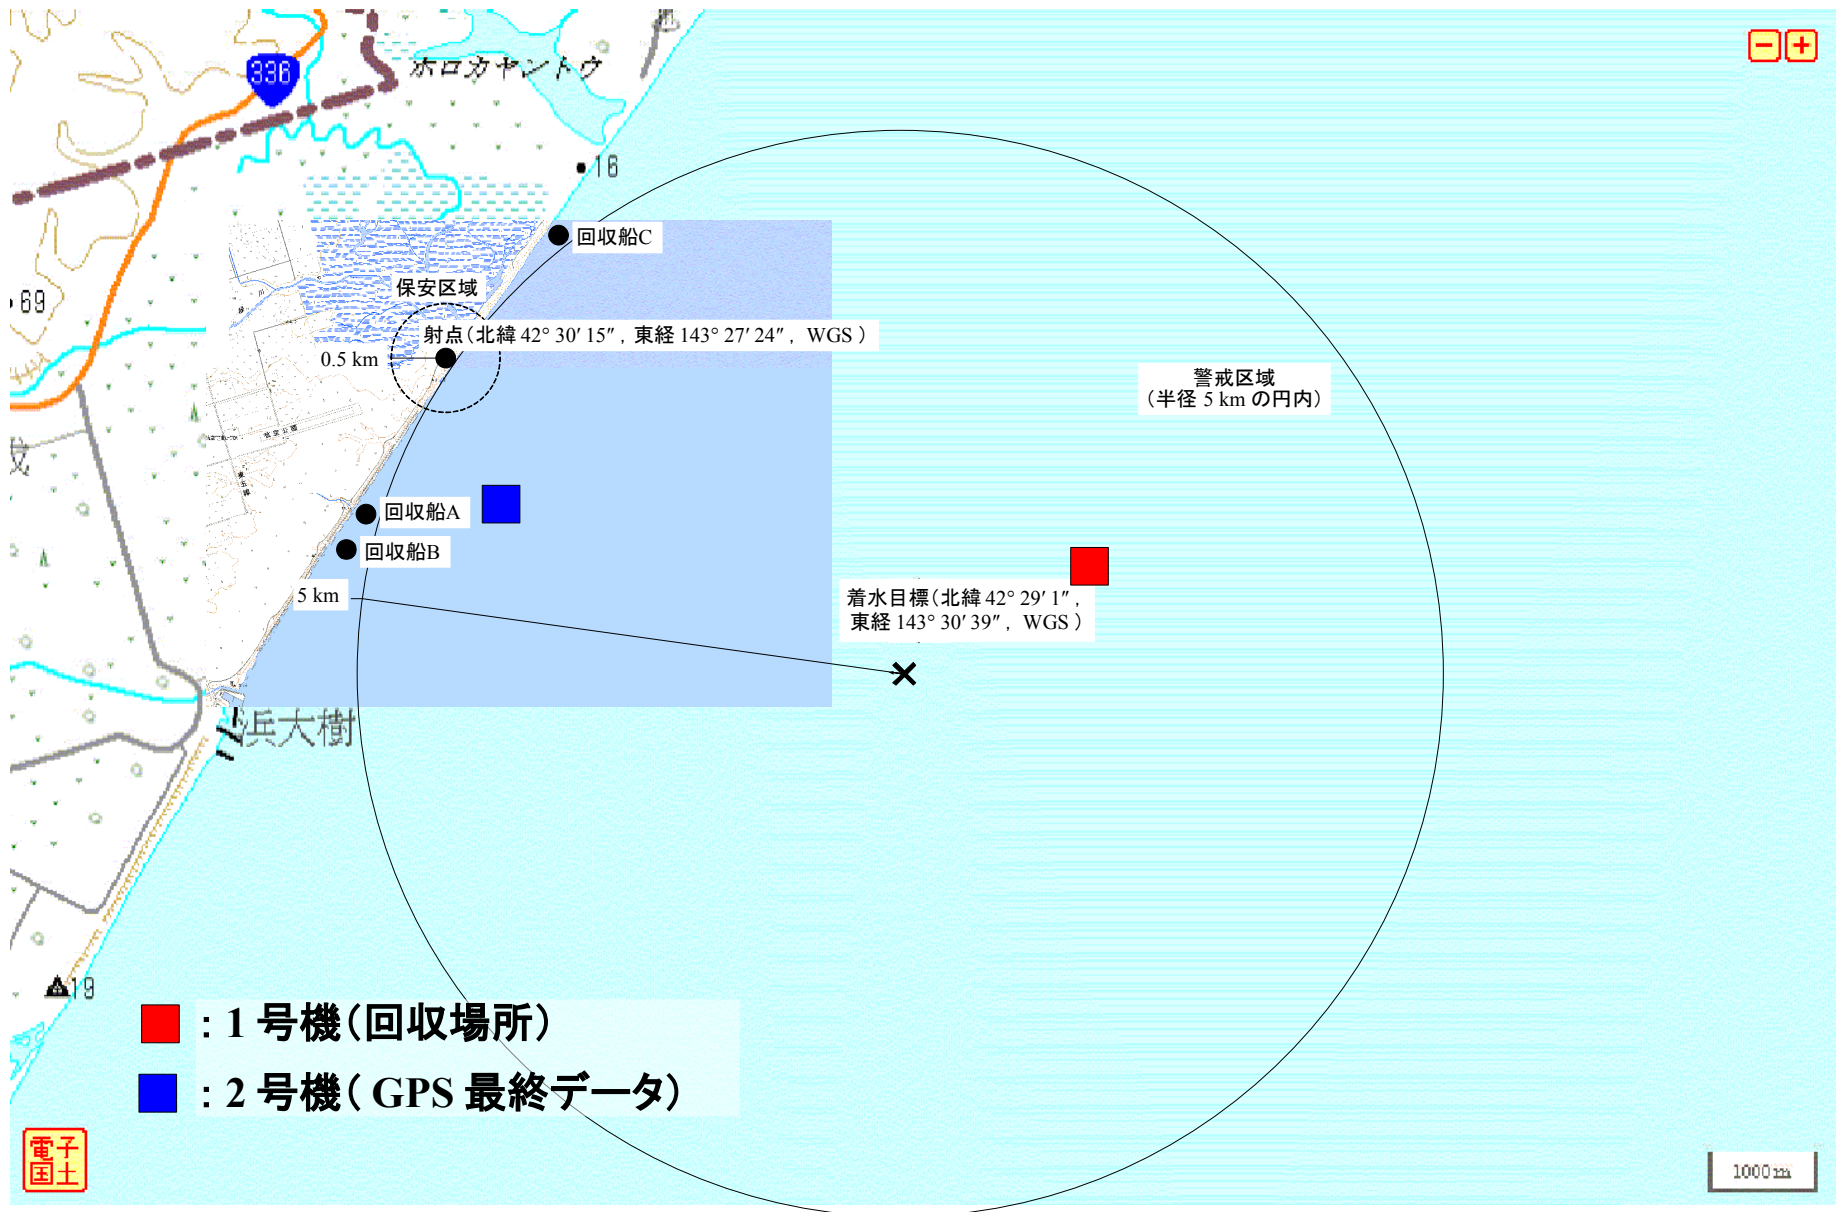 336
ホロカヤントウ
16
回収船C
保安区域
69
射点（北緯 42° 30′ 15″ , 東経 143° 27′ 24″ , WGS ）
0.5 km
警戒区域
（半径 5 km の円内）
航空公園
回収船A
回収船B
5 km
着水目標（北緯 42° 29′ 1″ ,
東経 143° 30′ 39″ , WGS ）
浜大樹
19
：1 号機（回収場所）
：2 号機（ GPS 最終データ）
電子
国土
1000m